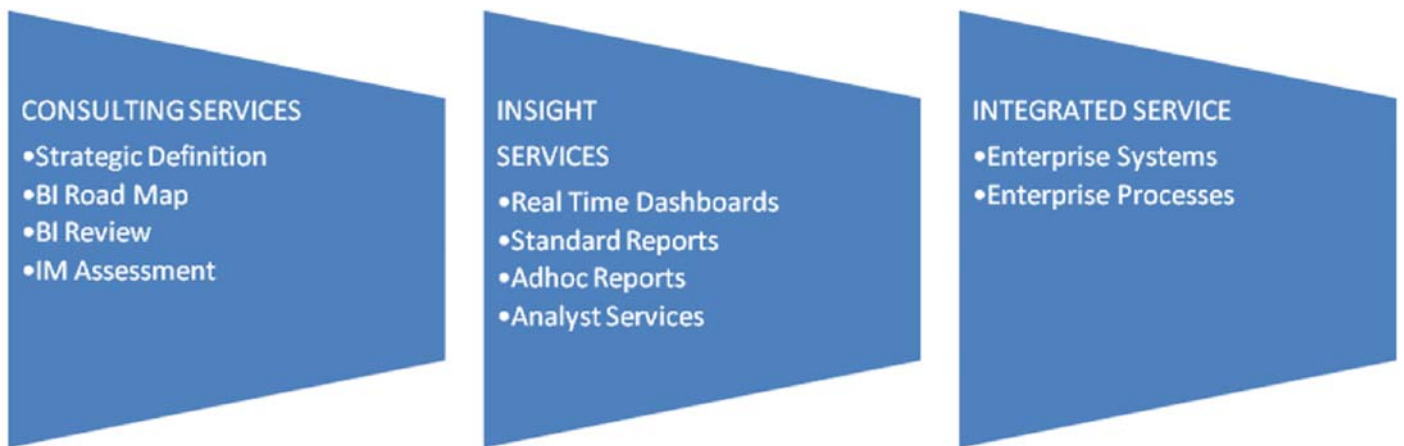 CONSULTING SERVICES
•Strategic Definition
•BI Road Map
•BI Review
•IM Assessment
INSIGHT
SERVICES
•Real Time Dashboards
•Standard Reports
•Adhoc Reports
•Analyst Services
INTEGRATED SERVICE
•Enterprise Systems
•Enterprise Processes